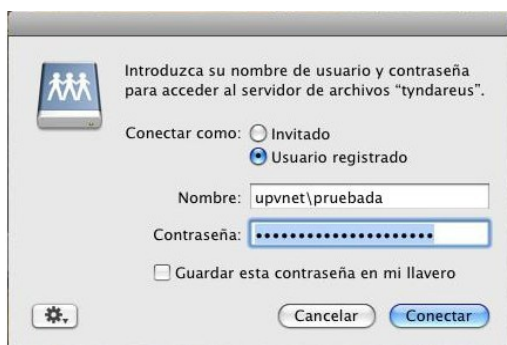 Introduzca su nombre de usuario y contraseña
para acceder al servidor de archivos “tyndareus”.
Conectar como: Invitado
Usuario registrado
Nombre: upvnet\pruebada
Contraseña: ••••••••••••••••••••••
Guardar esta contraseña en mi llavero
Cancelar Conectar